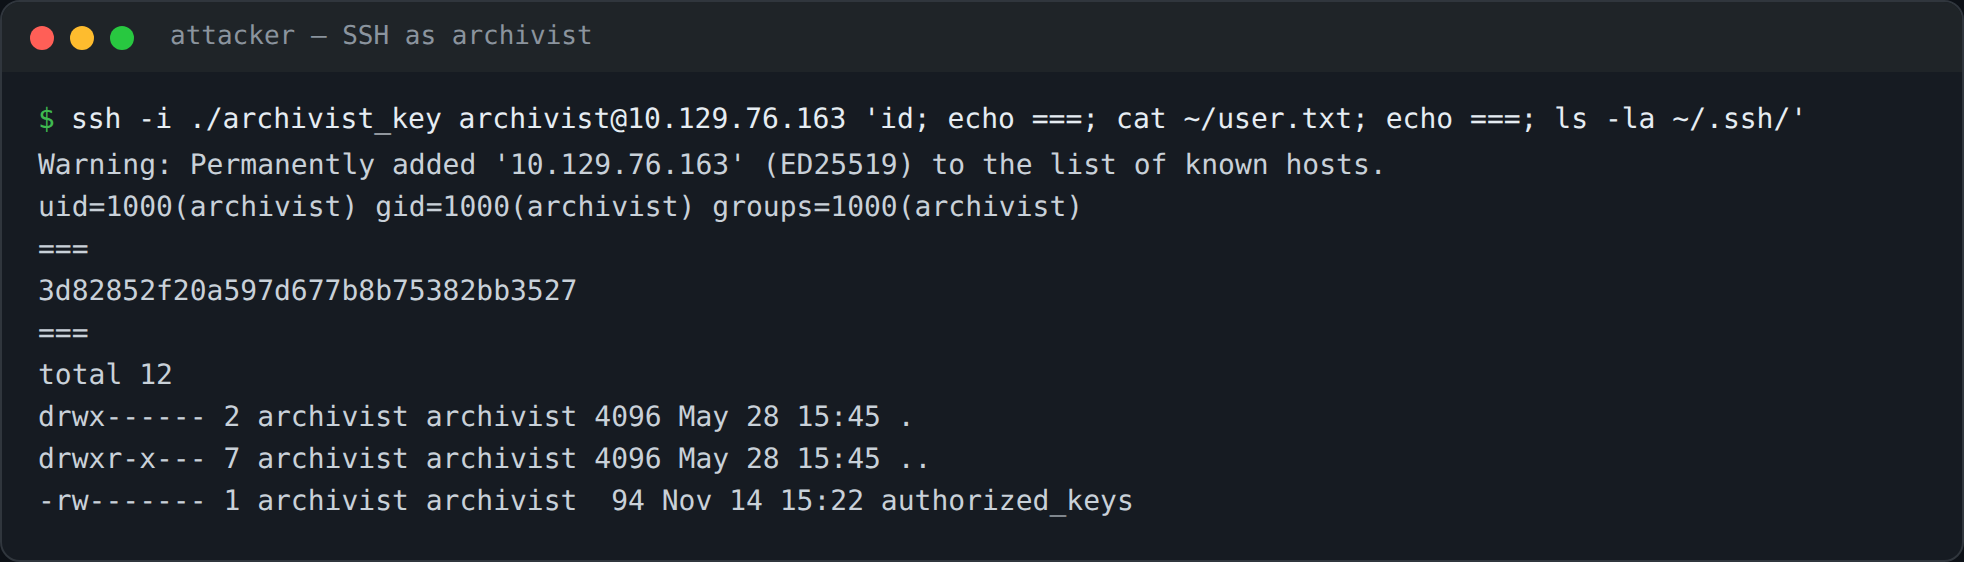 attacker — SSH as archivist
$ ssh -i ./archivist_key archivist@10.129.76.163 'id; echo ===; cat ~/user.txt; echo ===; ls -la ~/.ssh/'
Warning: Permanently added '10.129.76.163' (ED25519) to the list of known hosts.
uid=1000(archivist) gid=1000(archivist) groups=1000(archivist)
===
3d82852f20a597d677b8b75382bb3527
===
total 12
drwx------ 2 archivist archivist 4096 May 28 15:45 .
drwxr-x--- 7 archivist archivist 4096 May 28 15:45 ..
-rw------- 1 archivist archivist  94 Nov 14 15:22 authorized_keys